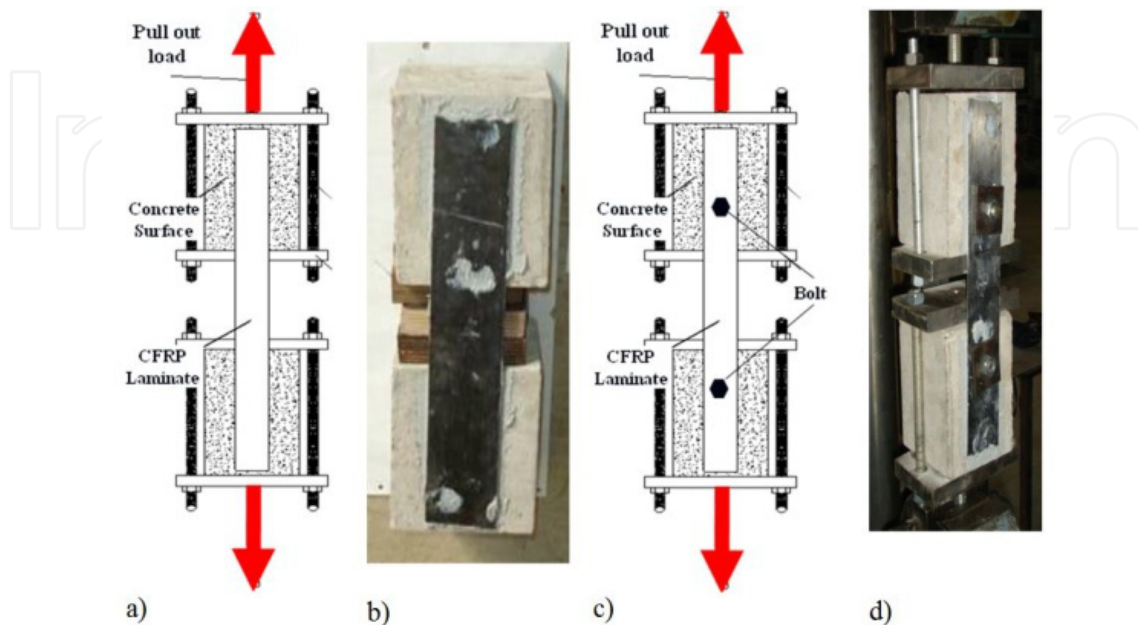 Pull out
load
Concrete
Surface
CFRP
Laminate
Pull out
load
Concrete
Surface
Bolt
CFRP
Laminate
a)
b)
c)
d)